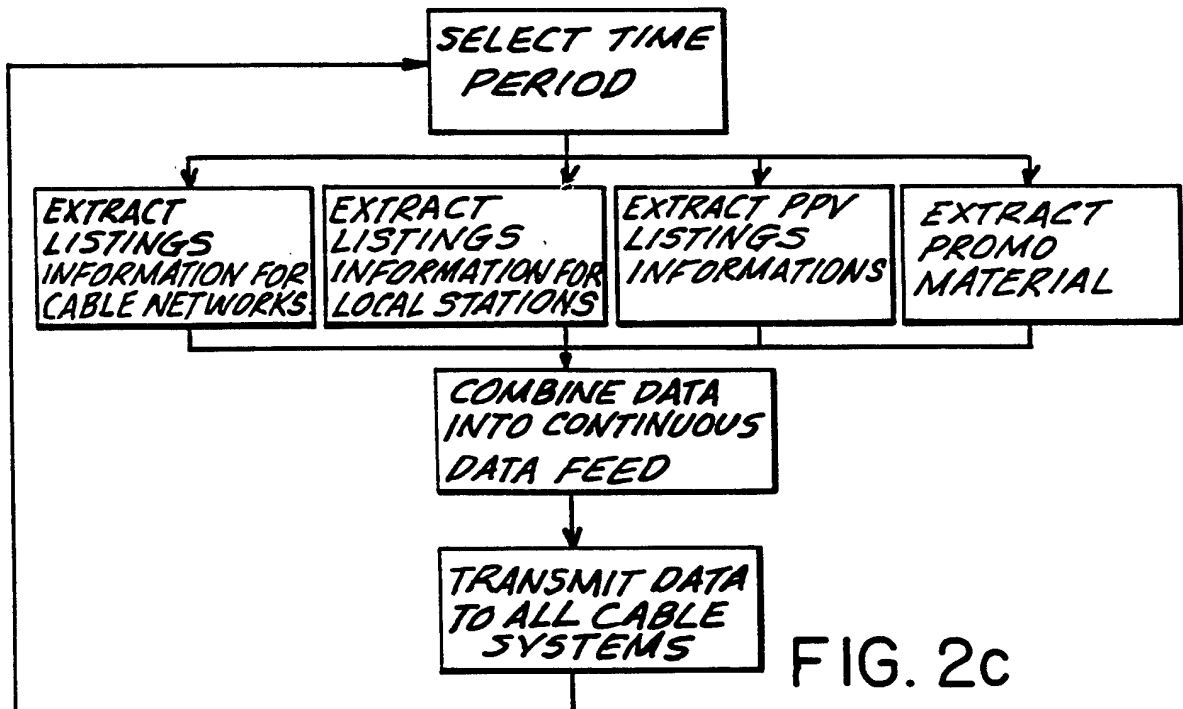 SELECT TIME
PERIOD
EXTRACT
LISTINGS
INFORMATION FOR
CABLE NETWORKS.
EXTRACT
LISTINGS
INFORMATION FOR
LOCAL STATIONS
EXTRACT PPV
LISTINGS
INFORMATIONS
EXTRACT
PROMO
MATERIAL
COMBINE DATA
INTO CONTINUOUS
DATA FEED
TRANSMIT DATA
TO ALL CABLE
SYSTEMS
FIG. 2c